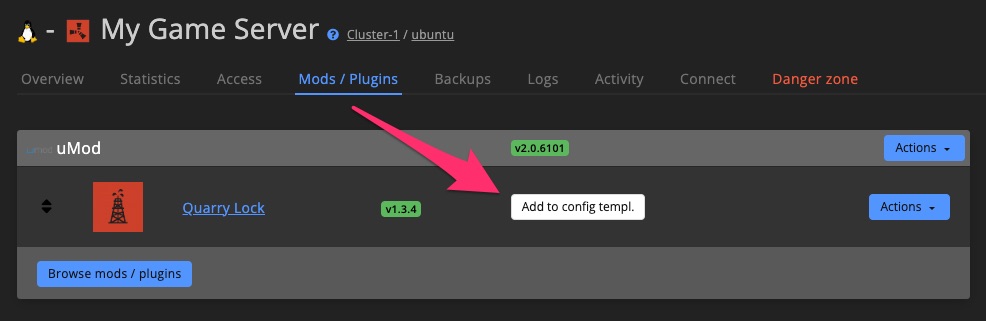 - My Game Server ? Cluster-1 / ubuntu
Overview Statistics Access Mods / Plugins Backups Logs Activity Connect Danger zone
uMod uMod v2.0.6101 Actions
Quarry Lock v1.3.4 Add to config templ. Actions
Browse mods / plugins